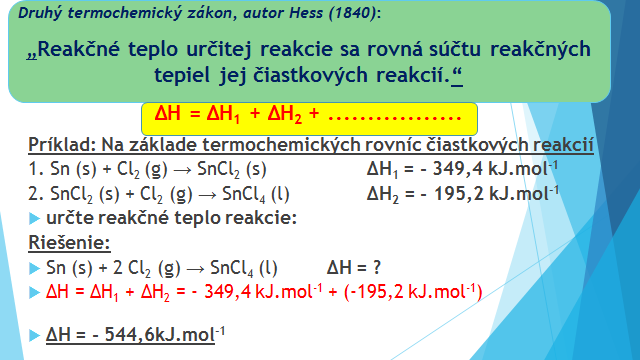 Druhý termochemický zákon, autor Hess (1840):
„Reakčné teplo určitej reakcie sa rovná súčtu reakčných
tepiel jej čiastkových reakcií.“
ΔH = ΔH₁ + ΔH₂ + .................
Príklad: Na základe termochemických rovníc čiastkových reakcií
1. Sn (s) + Cl₂ (g) → SnCl₂ (s) ΔH₁ = - 349,4 kJ.mol⁻¹
2. SnCl₂ (s) + Cl₂ (g) → SnCl₄ (l) ΔH₂ = - 195,2 kJ.mol⁻¹
určte reakčné teplo reakcie:
Riešenie:
Sn (s) + 2 Cl₂ (g) → SnCl₄ (l) ΔH = ?
ΔH = ΔH₁ + ΔH₂ = - 349,4 kJ.mol⁻¹ + (-195,2 kJ.mol⁻¹)
ΔH = - 544,6kJ.mol⁻¹